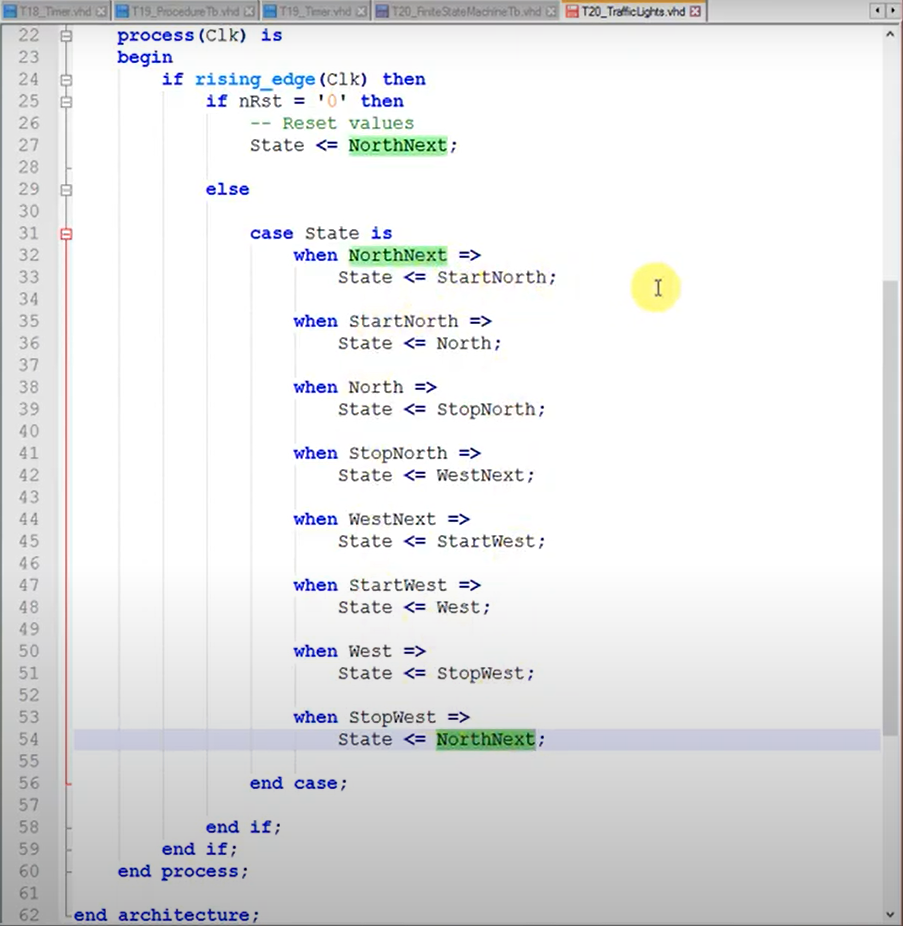 T18_Timer.vhd T19_ProcedureTb.vhd T19_Timer.vhd T20_FiniteStateMachineTb.vhd T20_TrafficLights.vhd
22 process(Clk) is
23 begin
24 if rising_edge(Clk) then
25 if nRst = '0' then
26 -- Reset values
27 State <= NorthNext;
28
29 else
30
31 case State is
32 when NorthNext =>
33 State <= StartNorth;
34
35 when StartNorth =>
36 State <= North;
37
38 when North =>
39 State <= StopNorth;
40
41 when StopNorth =>
42 State <= WestNext;
43
44 when WestNext =>
45 State <= StartWest;
46
47 when StartWest =>
48 State <= West;
49
50 when West =>
51 State <= StopWest;
52
53 when StopWest =>
54 State <= NorthNext;
55
56 end case;
57
58 end if;
59 end if;
60 end process;
61
62 end architecture;